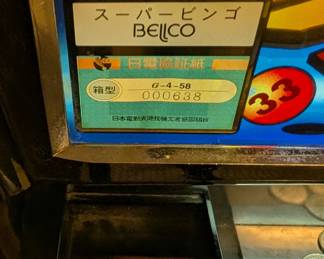 スーパービンゴ
BELLCO
日電協証紙
箱型
G-4-58
000638
日本電動式遊技機工業協同組合
33